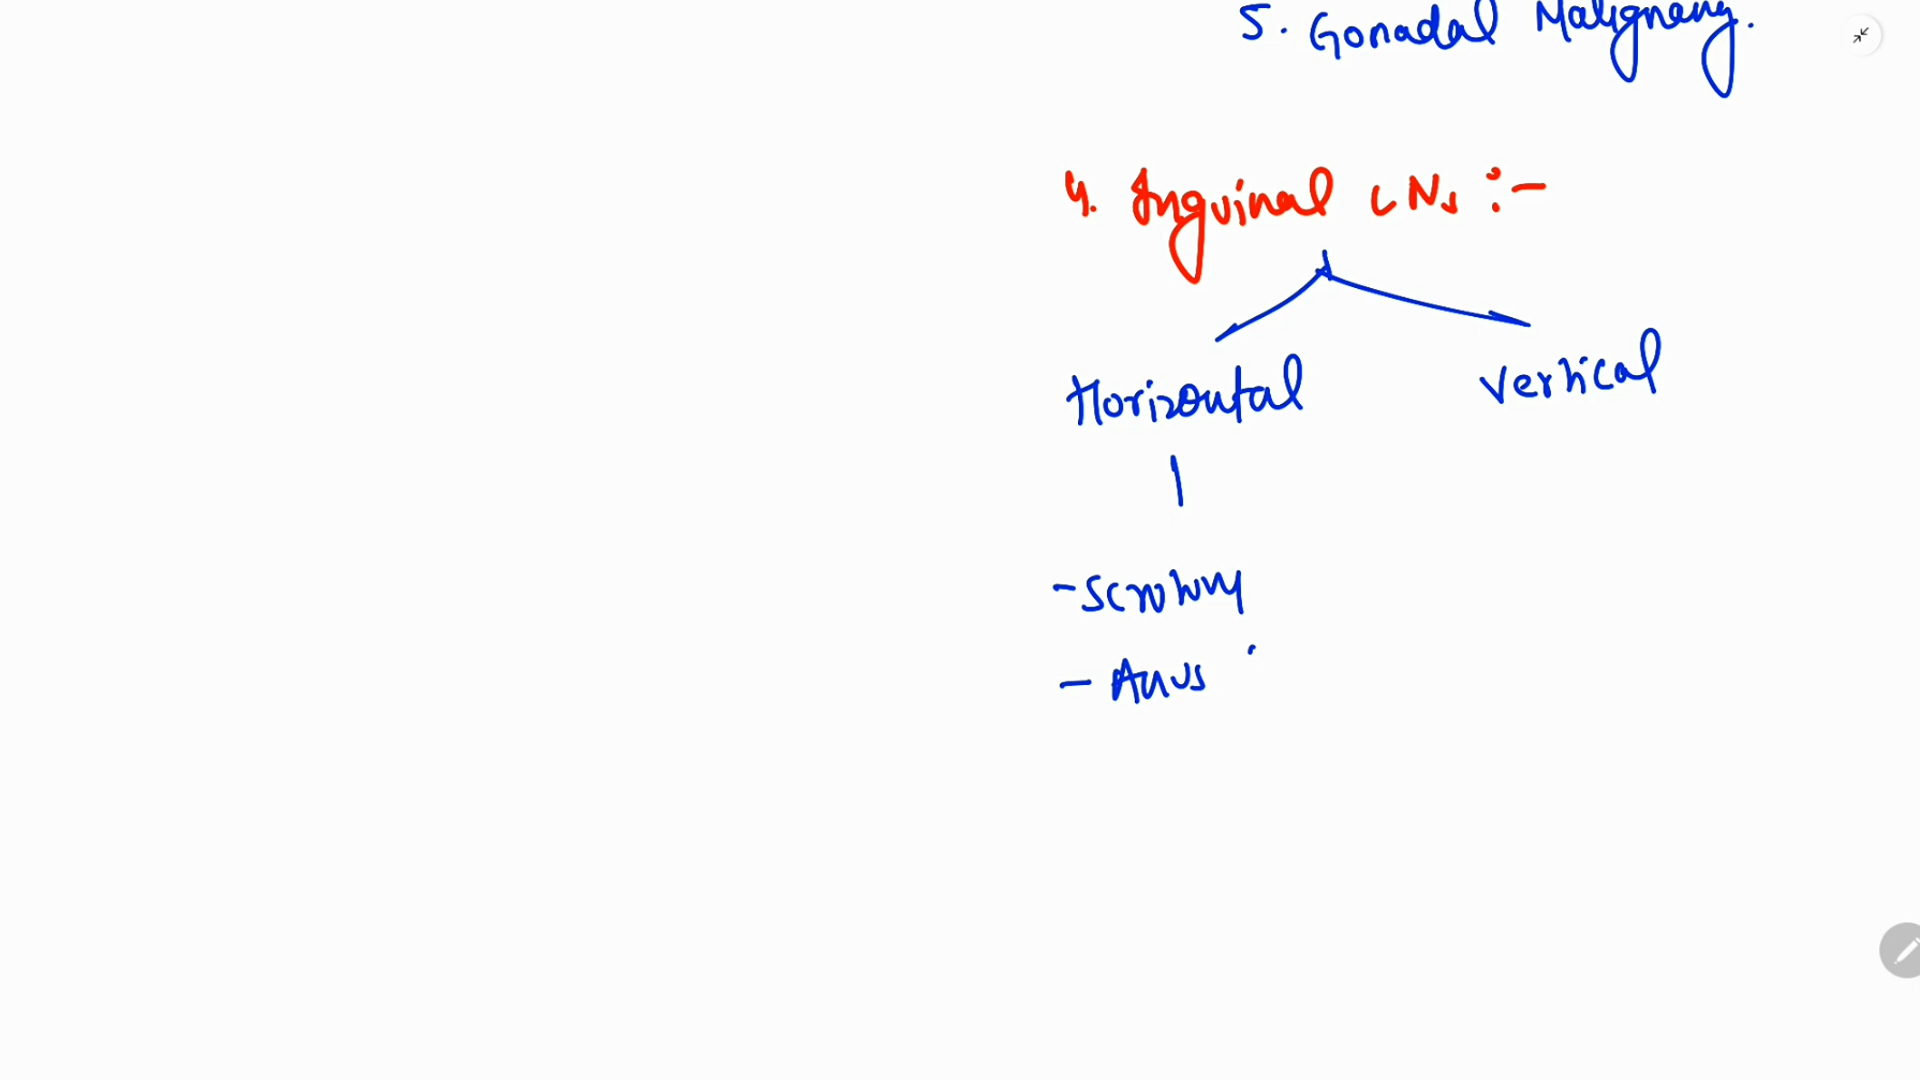 5. Gonadal Malignancy.
4. Inguinal LNs :-
Horizontal Vertical
- Scrotum
- Anus